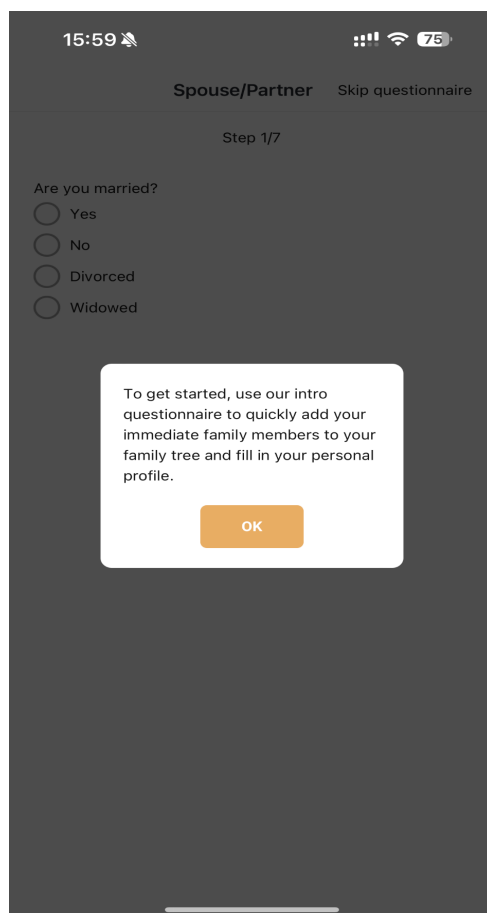 15:59
75
Spouse/Partner Skip questionnaire
Step 1/7
Are you married?
Yes
No
Divorced
Widowed
To get started, use our intro
questionnaire to quickly add your
immediate family members to your
family tree and fill in your personal
profile.
OK